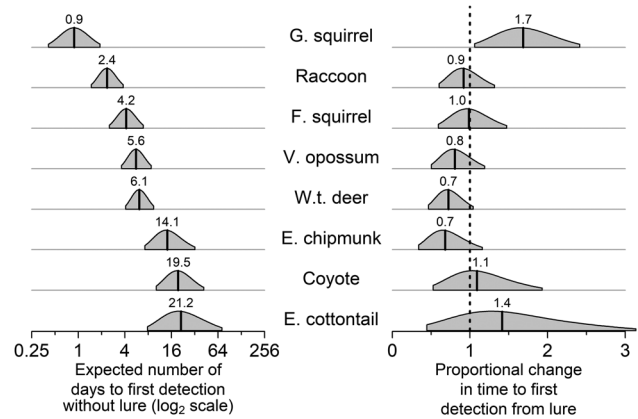 0.9 G. squirrel 1.7
2.4 Raccoon 0.9
4.2 F. squirrel 1.0
5.6 V. opossum 0.8
6.1 W.t. deer 0.7
14.1 E. chipmunk 0.7
19.5 Coyote 1.1
21.2 E. cottontail 1.4
0.25 1 4 16 64 256 0 1 2 3
Expected number of
days to first detection
without lure (log₂ scale)
Proportional change
in time to first
detection from lure